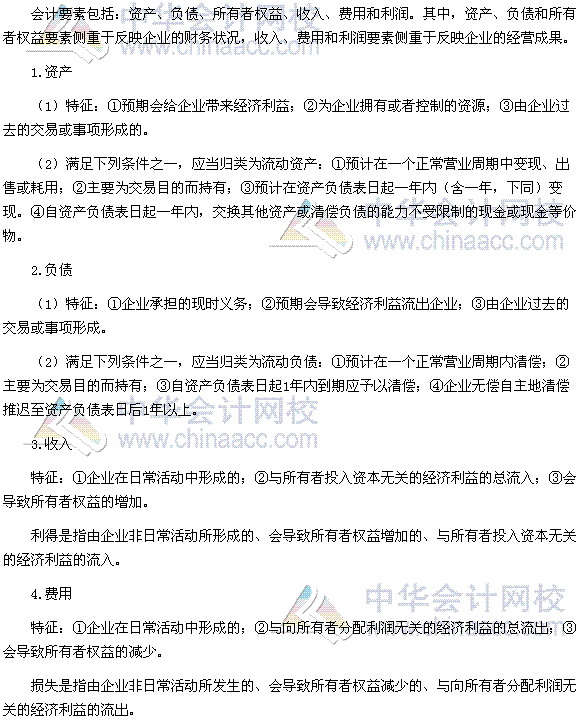 会计要素包括：资产、负债、所有者权益、收入、费用和利润。其中，资产、负债和所有
者权益要素侧重于反映企业的财务状况，收入、费用和利润要素侧重于反映企业的经营成果。
1.资产
（1）特征：①预期会给企业带来经济利益；②为企业拥有或者控制的资源；③由企业过
去的交易或事项形成的。
（2）满足下列条件之一，应当归类为流动资产：①预计在一个正常营业周期中变现、出
售或耗用；②主要为交易目的而持有；③预计在资产负债表日起一年内（含一年，下同）变
现。④自资产负债表日起一年内，交换其他资产或清偿负债的能力不受限制的现金或现金等价
物。
2.负债
（1）特征：①企业承担的现时义务；②预期会导致经济利益流出企业；③由企业过去的
交易或事项形成。
（2）满足下列条件之一，应当归类为流动负债：①预计在一个正常营业周期内清偿；②
主要为交易目的而持有；③自资产负债表日起1年内到期应予以清偿；④企业无偿自主地清偿
推迟至资产负债表日后1年以上。
3.收入
特征：①企业在日常活动中形成的；②与所有者投入资本无关的经济利益的总流入；③会
导致所有者权益的增加。
利得是指由企业非日常活动所形成的、会导致所有者权益增加的、与所有者投入资本无关
的经济利益的流入。
4.费用
特征：①企业在日常活动中形成的；②与向所有者分配利润无关的经济利益的总流出；③
会导致所有者权益的减少。
损失是指由企业非日常活动所发生的、会导致所有者权益减少的、与向所有者分配利润无
关的经济利益的流出。
中华会计网校
www.chinaacc.com
中华会计网校
www.chinaacc.com
中华会计网校
www.chinaacc.com
中华会计网校
www.chinaacc.com